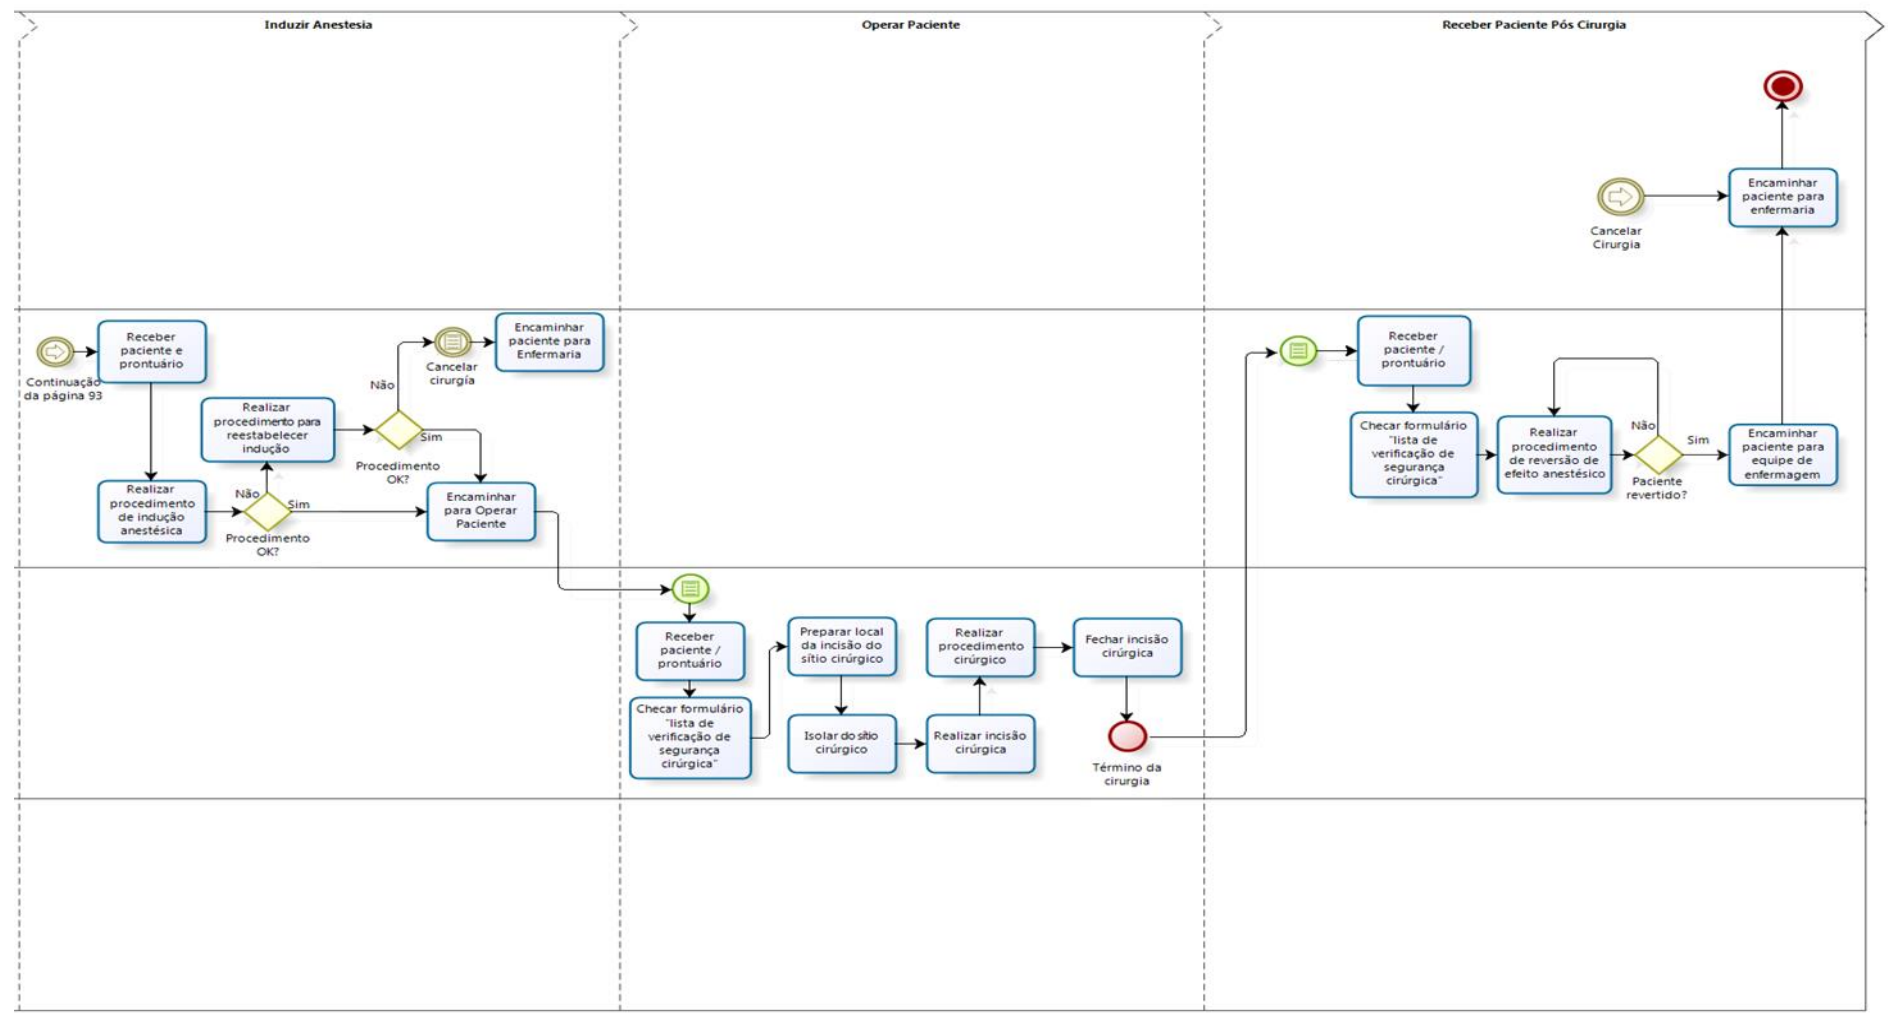 Induzir Anestesia
Operar Paciente
Receber Paciente Pós Cirurgia
Continuação
da página 93
Receber
paciente e
prontuário
Realizar
procedimento
de indução
anestésica
Procedimento
OK?
Não
Sim
Realizar
procedimento para
reestabelecer
indução
Procedimento
OK?
Não
Sim
Cancelar
cirurgía
Encaminhar
paciente para
Enfermaria
Encaminhar
para Operar
Paciente
Receber
paciente /
prontuário
Checar formulário
"lista de
verificação de
segurança
cirúrgica"
Preparar local
da incisão do
sítio cirúrgico
Isolar do sítio
cirúrgico
Realizar incisão
cirúrgica
Realizar
procedimento
cirúrgico
Fechar incisão
cirúrgica
Término da
cirurgia
Receber
paciente /
prontuário
Checar formulário
"lista de
verificação de
segurança
cirúrgica"
Realizar
procedimento
de reversão de
efeito anestésico
Não
Sim
Paciente
revertido?
Encaminhar
paciente para
equipe de
enfermagem
Cancelar
Cirurgia
Encaminhar
paciente para
enfermaria